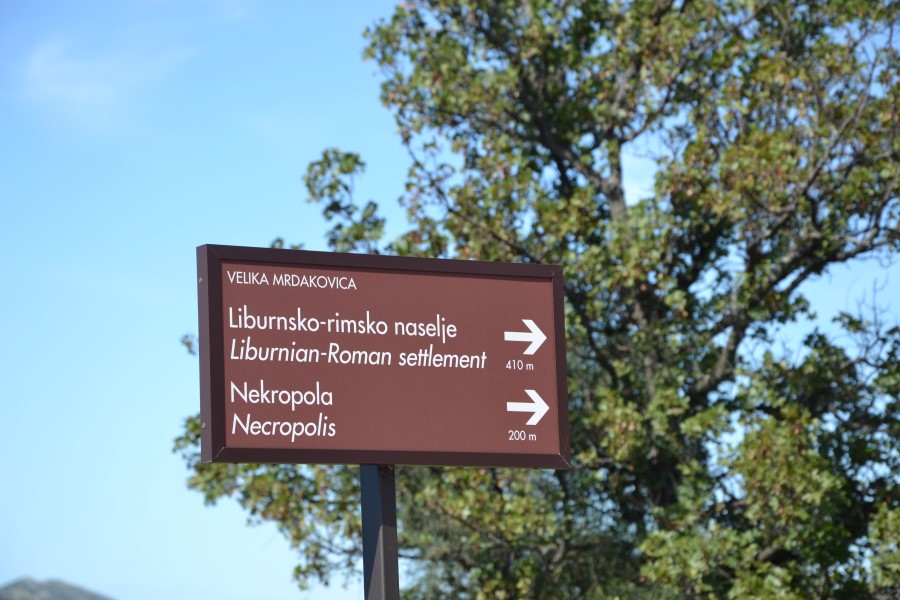 VELIKA MRDAKOVICA
Liburnsko-rimsko naselje
Liburnian-Roman settlement
410 m
Nekropola
Necropolis
200 m